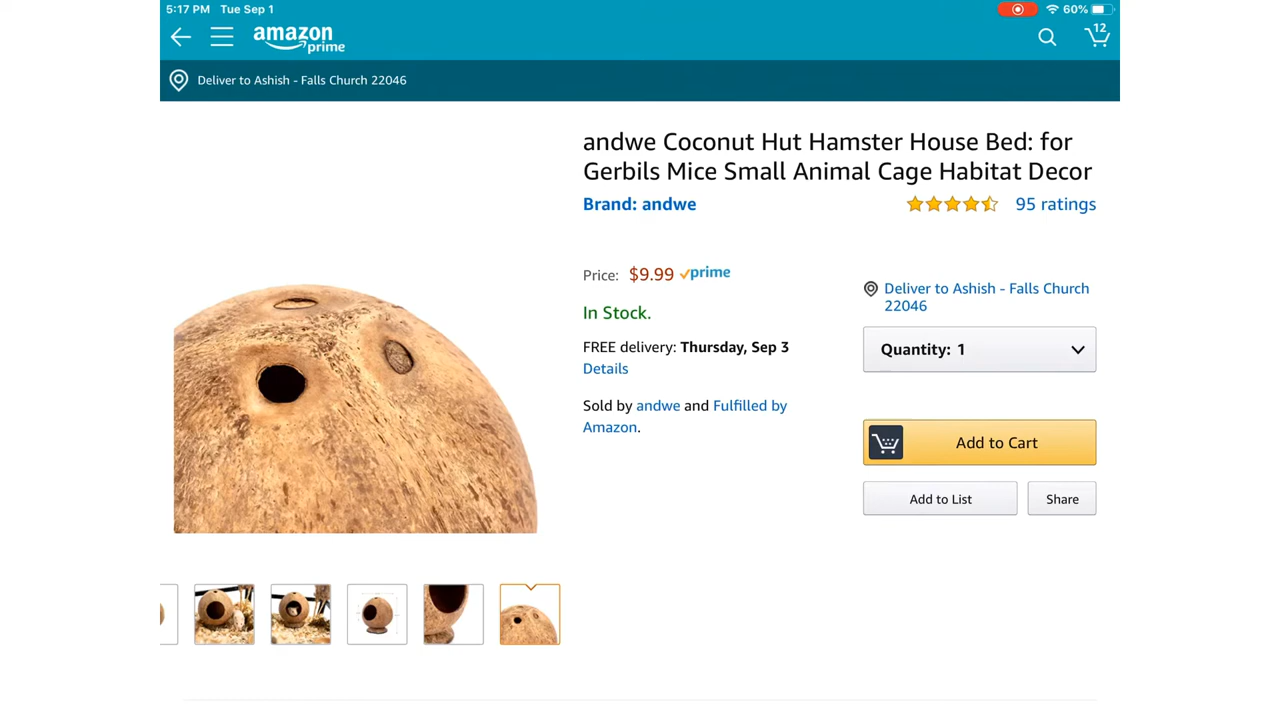 5:17 PM Tue Sep 1
60%
amazon
prime
12
Deliver to Ashish - Falls Church 22046
andwe Coconut Hut Hamster House Bed: for
Gerbils Mice Small Animal Cage Habitat Decor
Brand: andwe
95 ratings
Price: $9.99 prime
In Stock.
FREE delivery: Thursday, Sep 3
Details
Sold by andwe and Fulfilled by
Amazon.
Deliver to Ashish - Falls Church
22046
Quantity: 1
Add to Cart
Add to List
Share